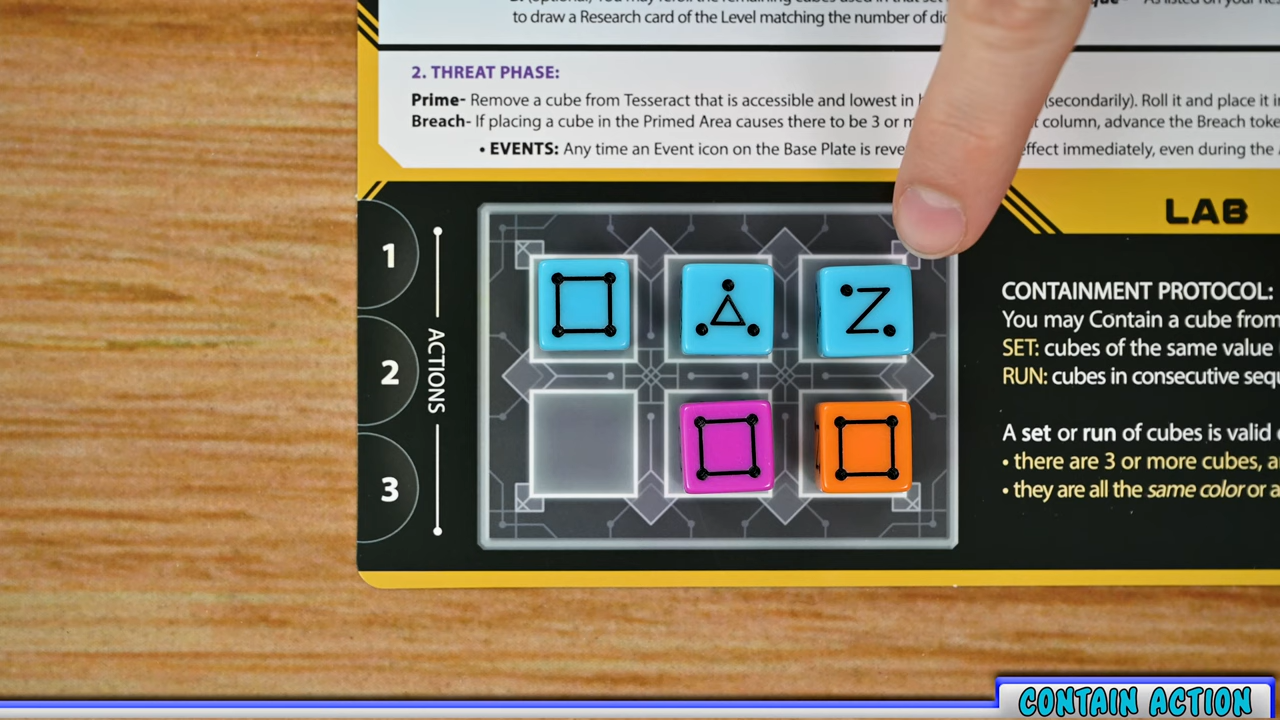 to draw a Research card of the Level matching the number of
2. THREAT PHASE:
Prime- Remove a cube from Tesseract that is accessible and lowest in (secondarily). Roll it and place it
Breach- If placing a cube in the Primed Area causes there to be 3 or column, advance the Breach
• EVENTS: Any time an Event icon on the Base Plate is effect immediately, even during the
LAB
1
2
3
ACTIONS
Z
CONTAINMENT PROTOCOL:
You may Contain a cube from
SET: cubes of the same value
RUN: cubes in consecutive
A set or run of cubes is valid
• there are 3 or more cubes,
• they are all the same color or
CONTAIN ACTION